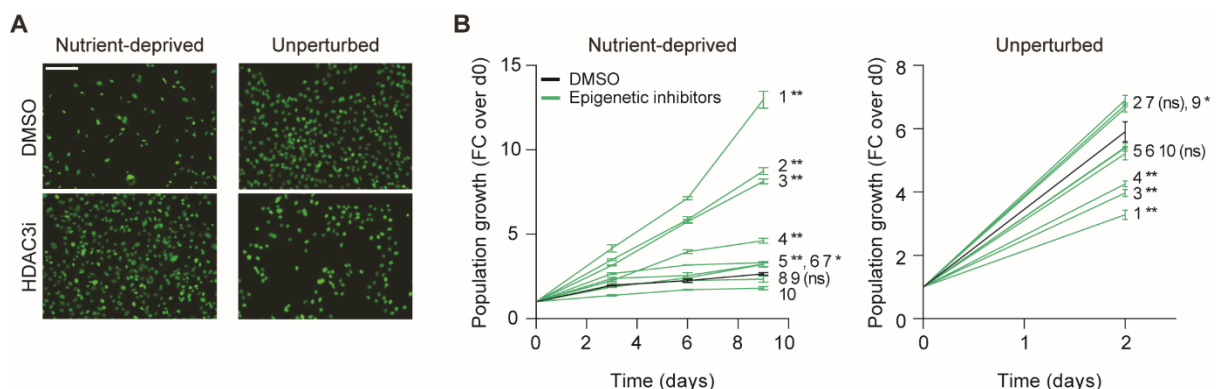 A
Nutrient-deprived
Unperturbed
DMSO
HDAC3i
B
Nutrient-deprived
Population growth (FC over d0)
15
10
5
0
DMSO
Epigenetic inhibitors
1 **
2 **
3 **
4 **
5 **, 6 7 *
8 9 (ns)
10
0 2 4 6 8 10
Time (days)
Unperturbed
Population growth (FC over d0)
8
6
4
2
0
2 7 (ns), 9 *
5 6 10 (ns)
4 **
3 **
1 **
0 1 2
Time (days)